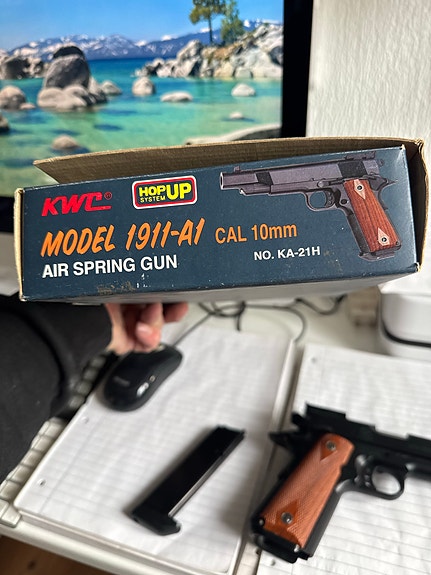 KWC®
HOP UP
SYSTEM
MODEL 1911-A1 CAL 10mm
AIR SPRING GUN
NO. KA-21H